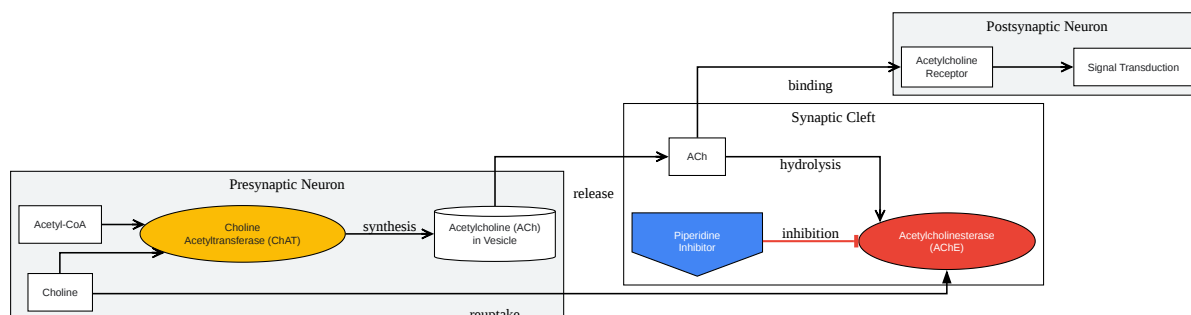 Postsynaptic Neuron
Acetylcholine
Receptor
Signal Transduction
binding
Synaptic Cleft
ACh
hydrolysis
release
Presynaptic Neuron
Acetyl-CoA
Choline
Acetyltransferase (ChAT)
synthesis
Acetylcholine (ACh)
in Vesicle
Piperidine
Inhibitor
inhibition
Acetylcholinesterase
(AChE)
Choline
reuptake